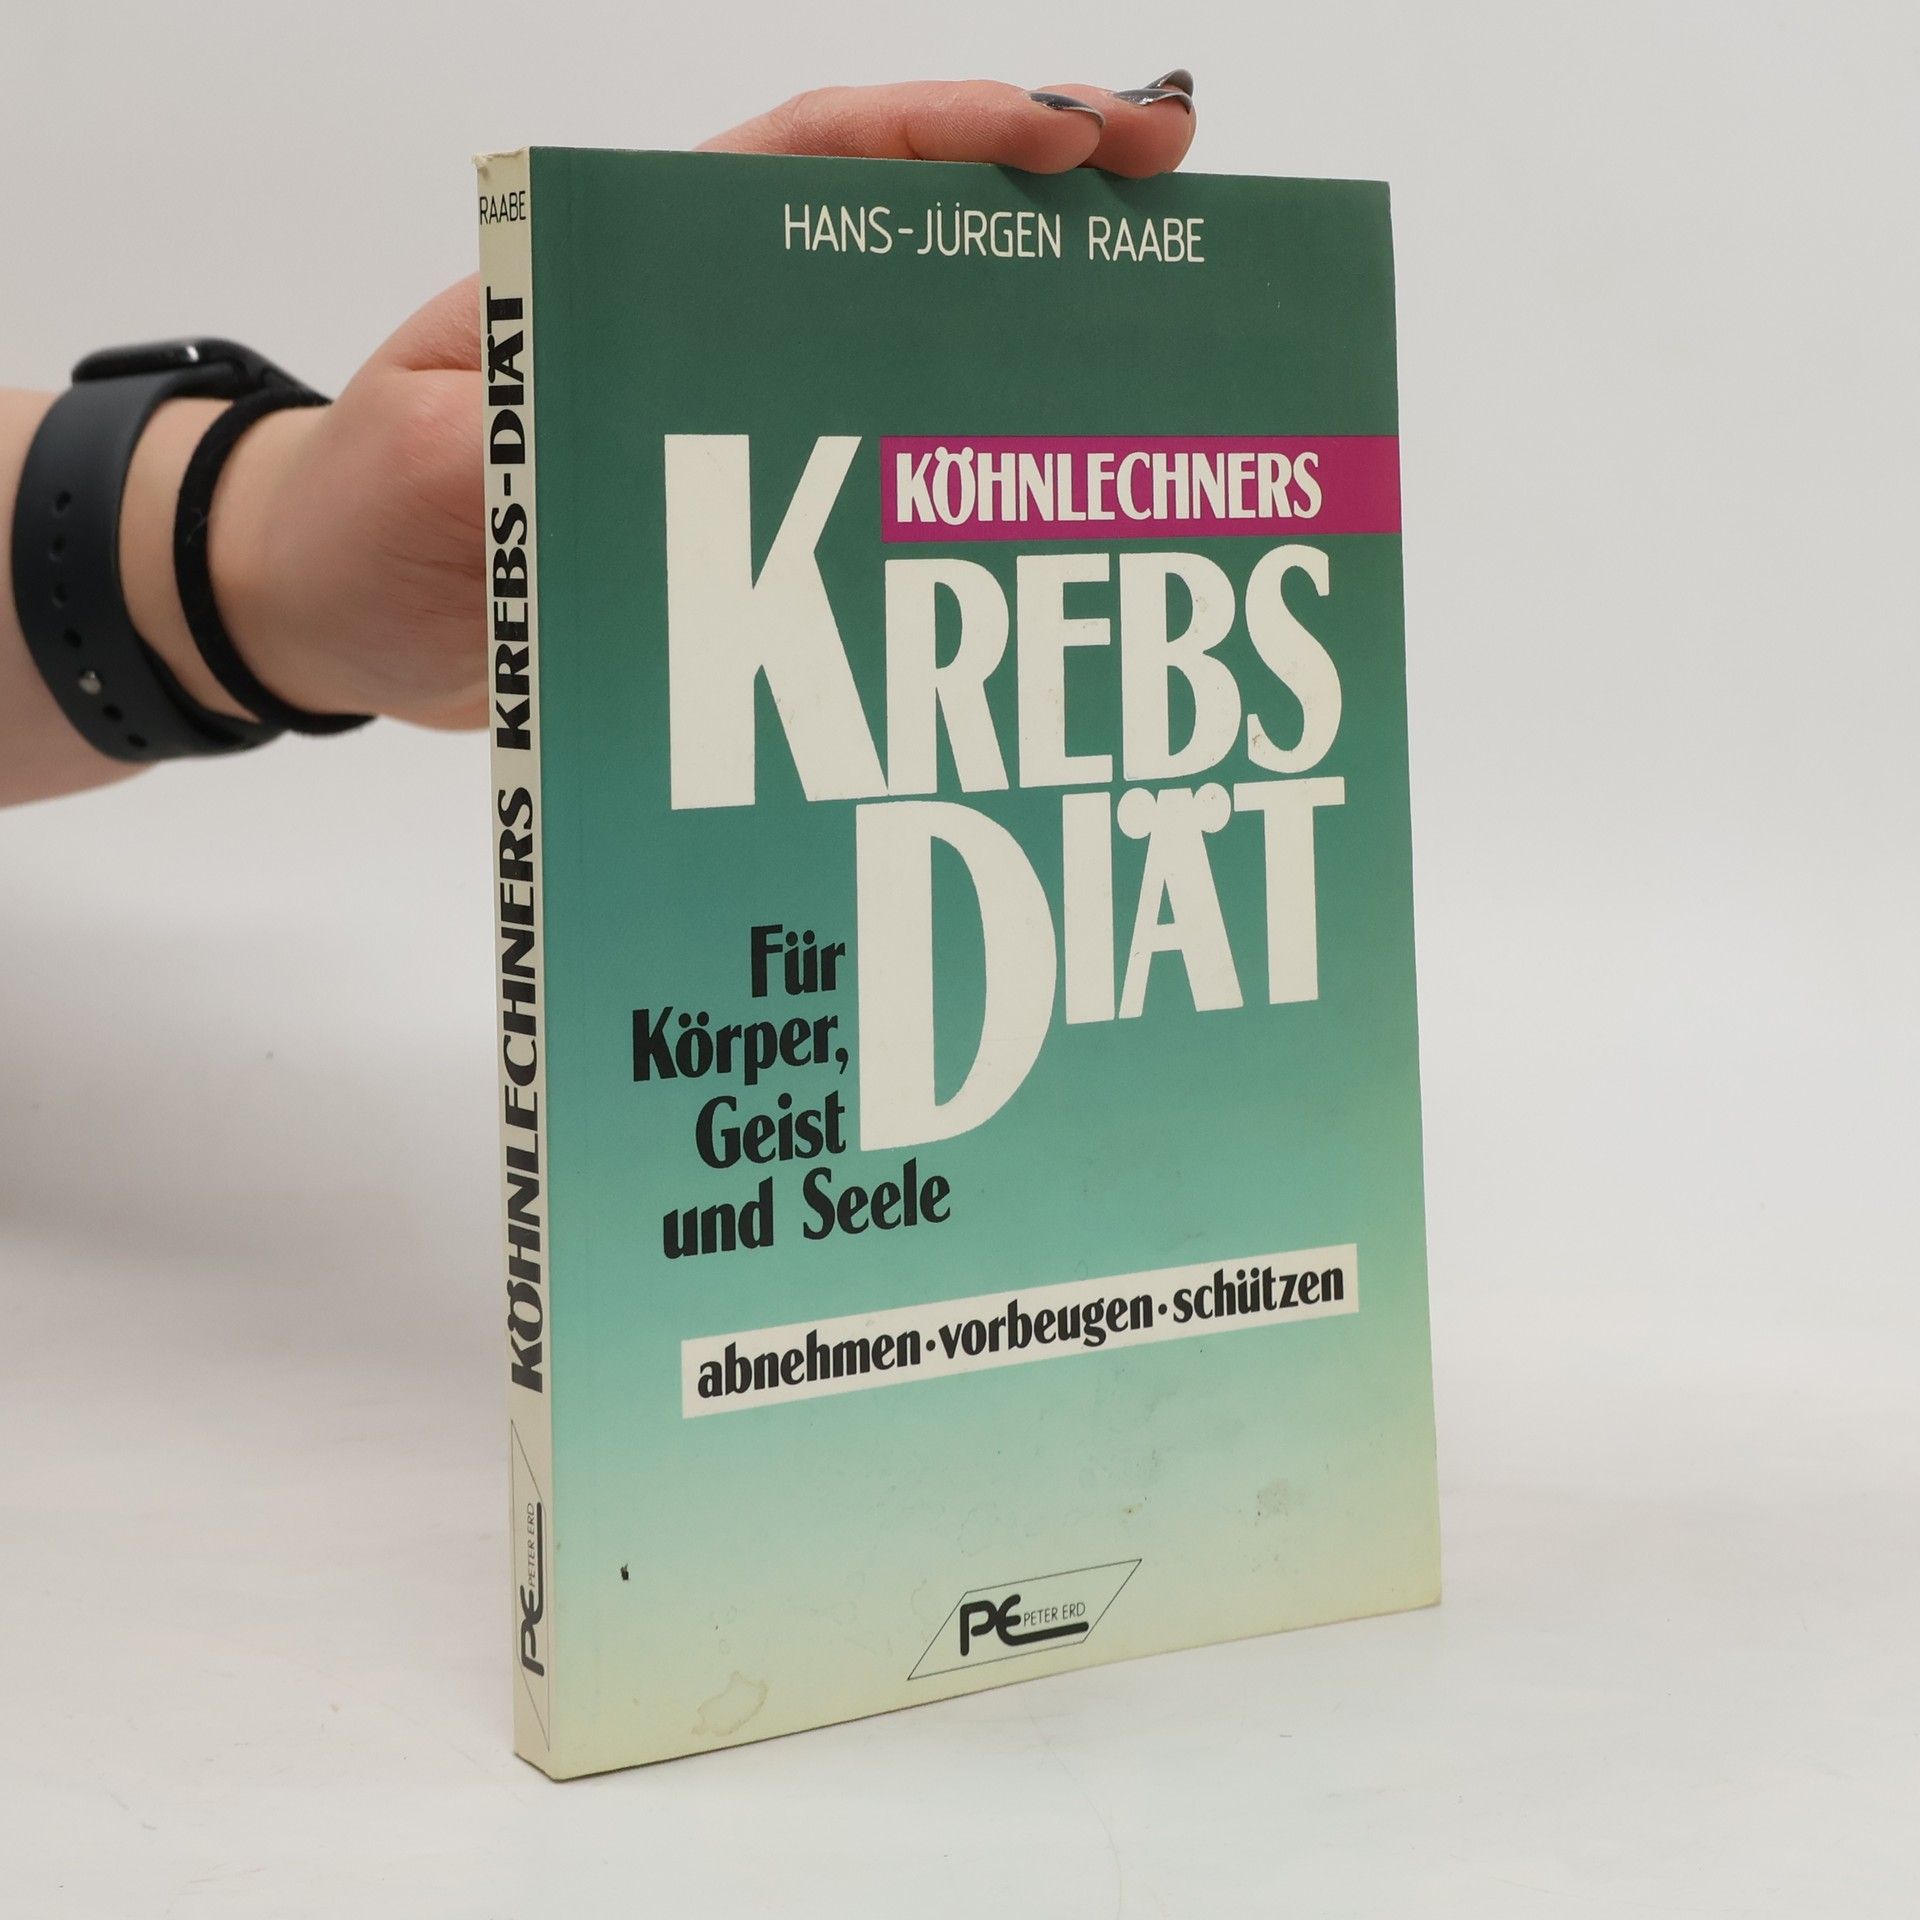 RAABE
KÖHNLECHNERS KREBS-DIÄT
PE PETER ERD
HANS-JÜRGEN RAABE
KÖHNLECHNERS
KREBS
DIÄT
Für
Körper,
Geist
und Seele
abnehmen·vorbeugen·schützen
PE PETER ERD